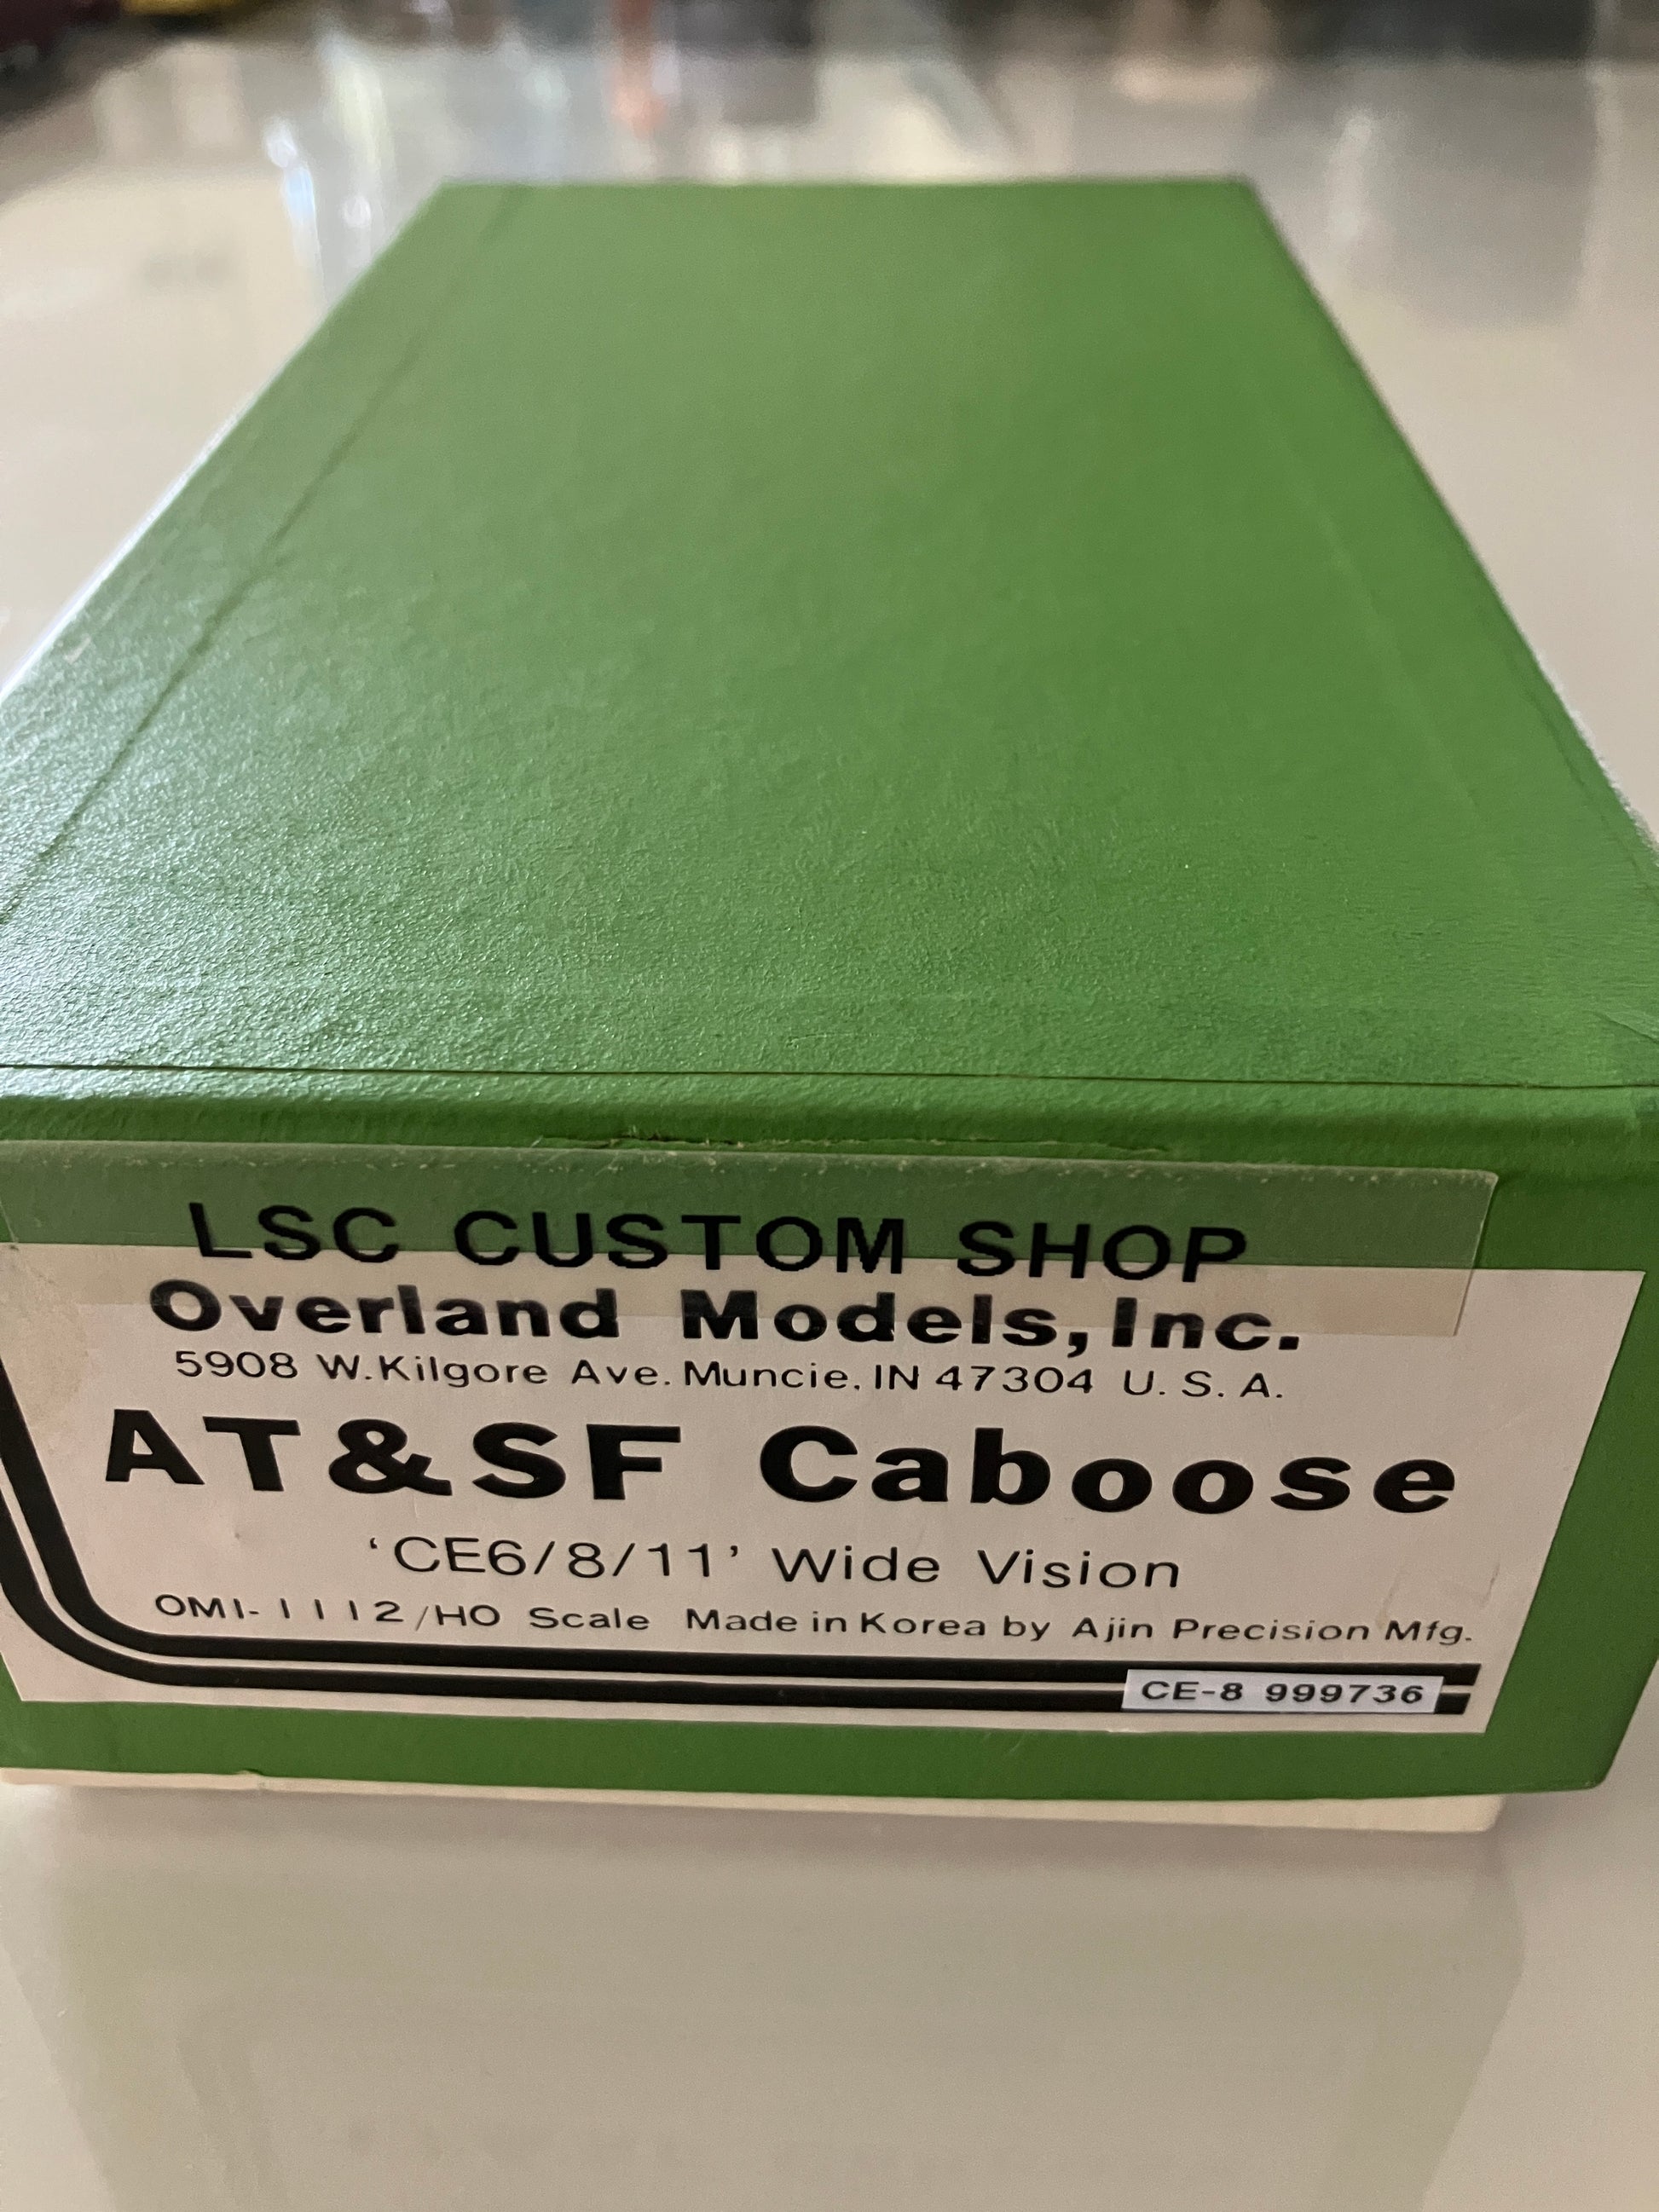 LSC CUSTOM SHOP
Overland Models, Inc.
5908 W. Kilgore Ave. Muncie, IN 47304 U. S. A.
AT&SF Caboose
‘CE6/8/11’ Wide Vision
OMI-1112/HO Scale Made in Korea by Ajin Precision Mfg.
CE-8 999736